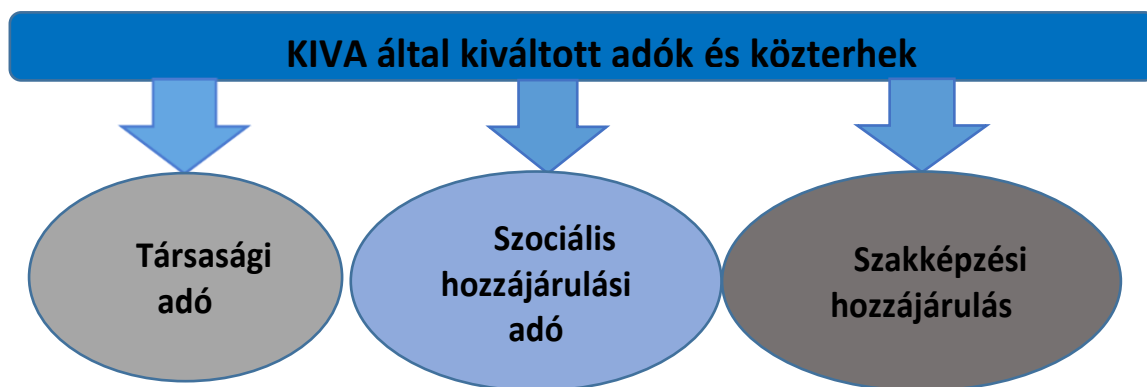 KIVA által kiváltott adók és közterhek
Társasági
adó
Szociális
hozzájárulási
adó
Szakképzési
hozzájárulás